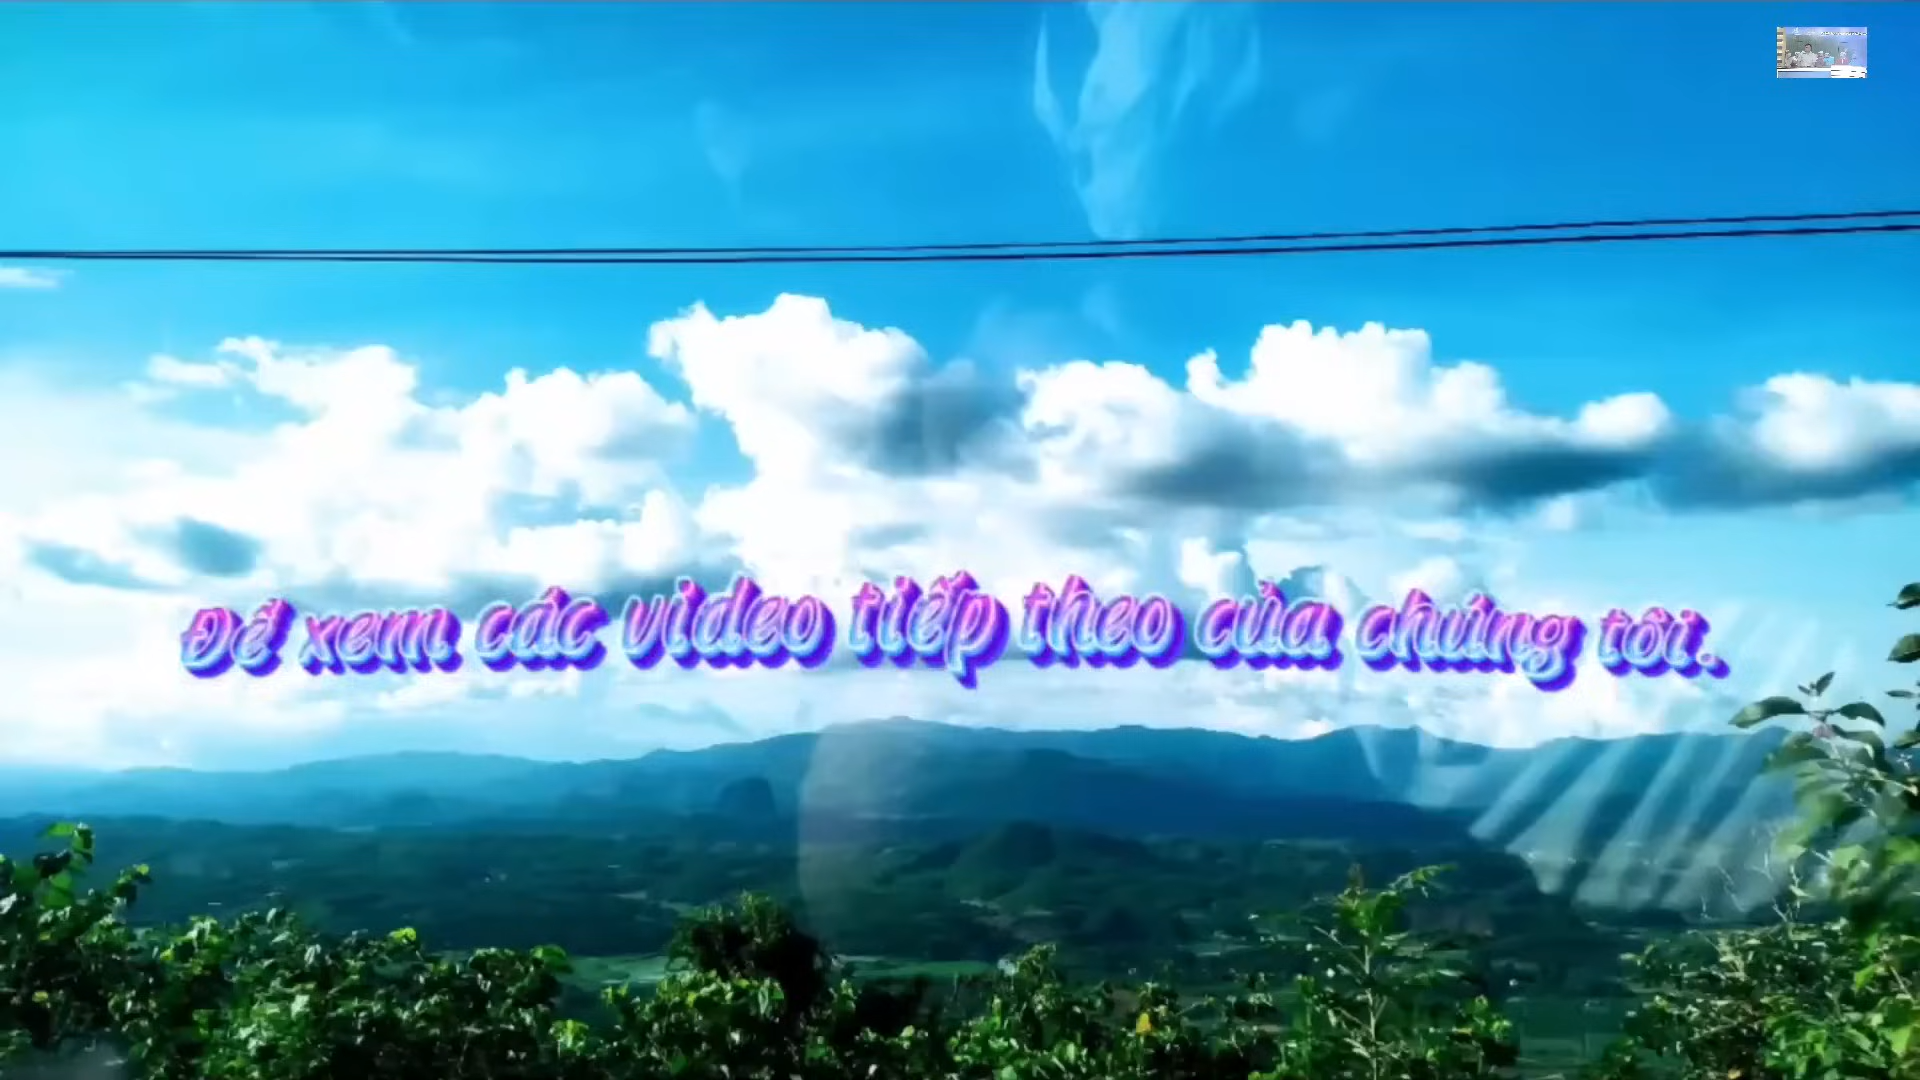 Để xem các video tiếp theo của chúng tôi.